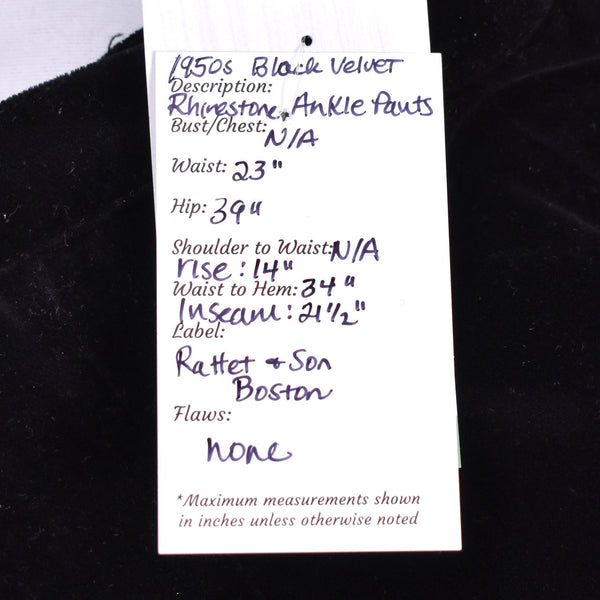 1950s Black Velvet
Description:
Rhinestone Ankle Pants
Bust/Chest:
N/A
Waist: 23"
Hip: 39"
Shoulder to Waist: N/A
rise: 14"
Waist to Hem: 34"
Inseam: 21 1/2"
Label:
Rattet & Son
Boston
Flaws:
none
*Maximum measurements shown
in inches unless otherwise noted